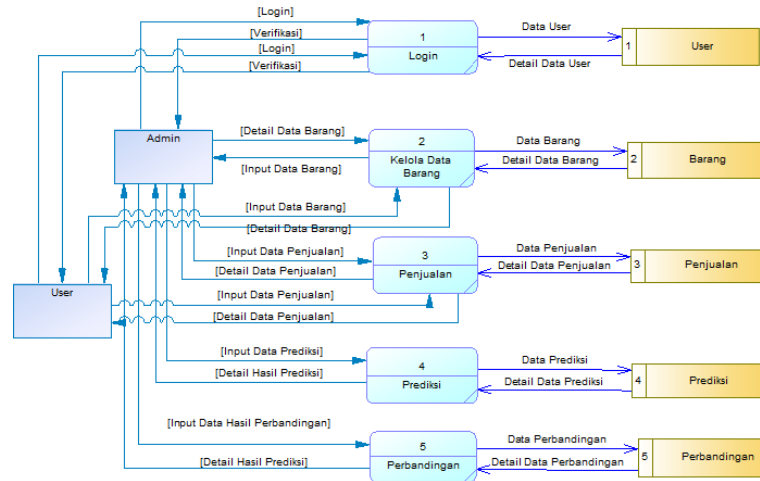 [Login]
[Verifikasi]
[Login]
[Verifikasi]
1
Login
Data User
Detail Data User
1
User
Admin
[Detail Data Barang]
[Input Data Barang]
2
Kelola Data
Barang
Data Barang
Detail Data Barang
2
Barang
[Input Data Barang]
[Detail Data Barang]
[Input Data Penjualan]
[Detail Data Penjualan]
3
Penjualan
Data Penjualan
Detail Data Penjualan
3
Penjualan
User
[Input Data Penjualan]
[Detail Data Penjualan]
[Input Data Prediksi]
[Detail Hasil Prediksi]
4
Prediksi
Data Prediksi
Detail Data Prediksi
4
Prediksi
[Input Data Hasil Perbandingan]
[Detail Hasil Prediksi]
5
Perbandingan
Data Perbandingan
Detail Data Perbandingan
5
Perbandingan